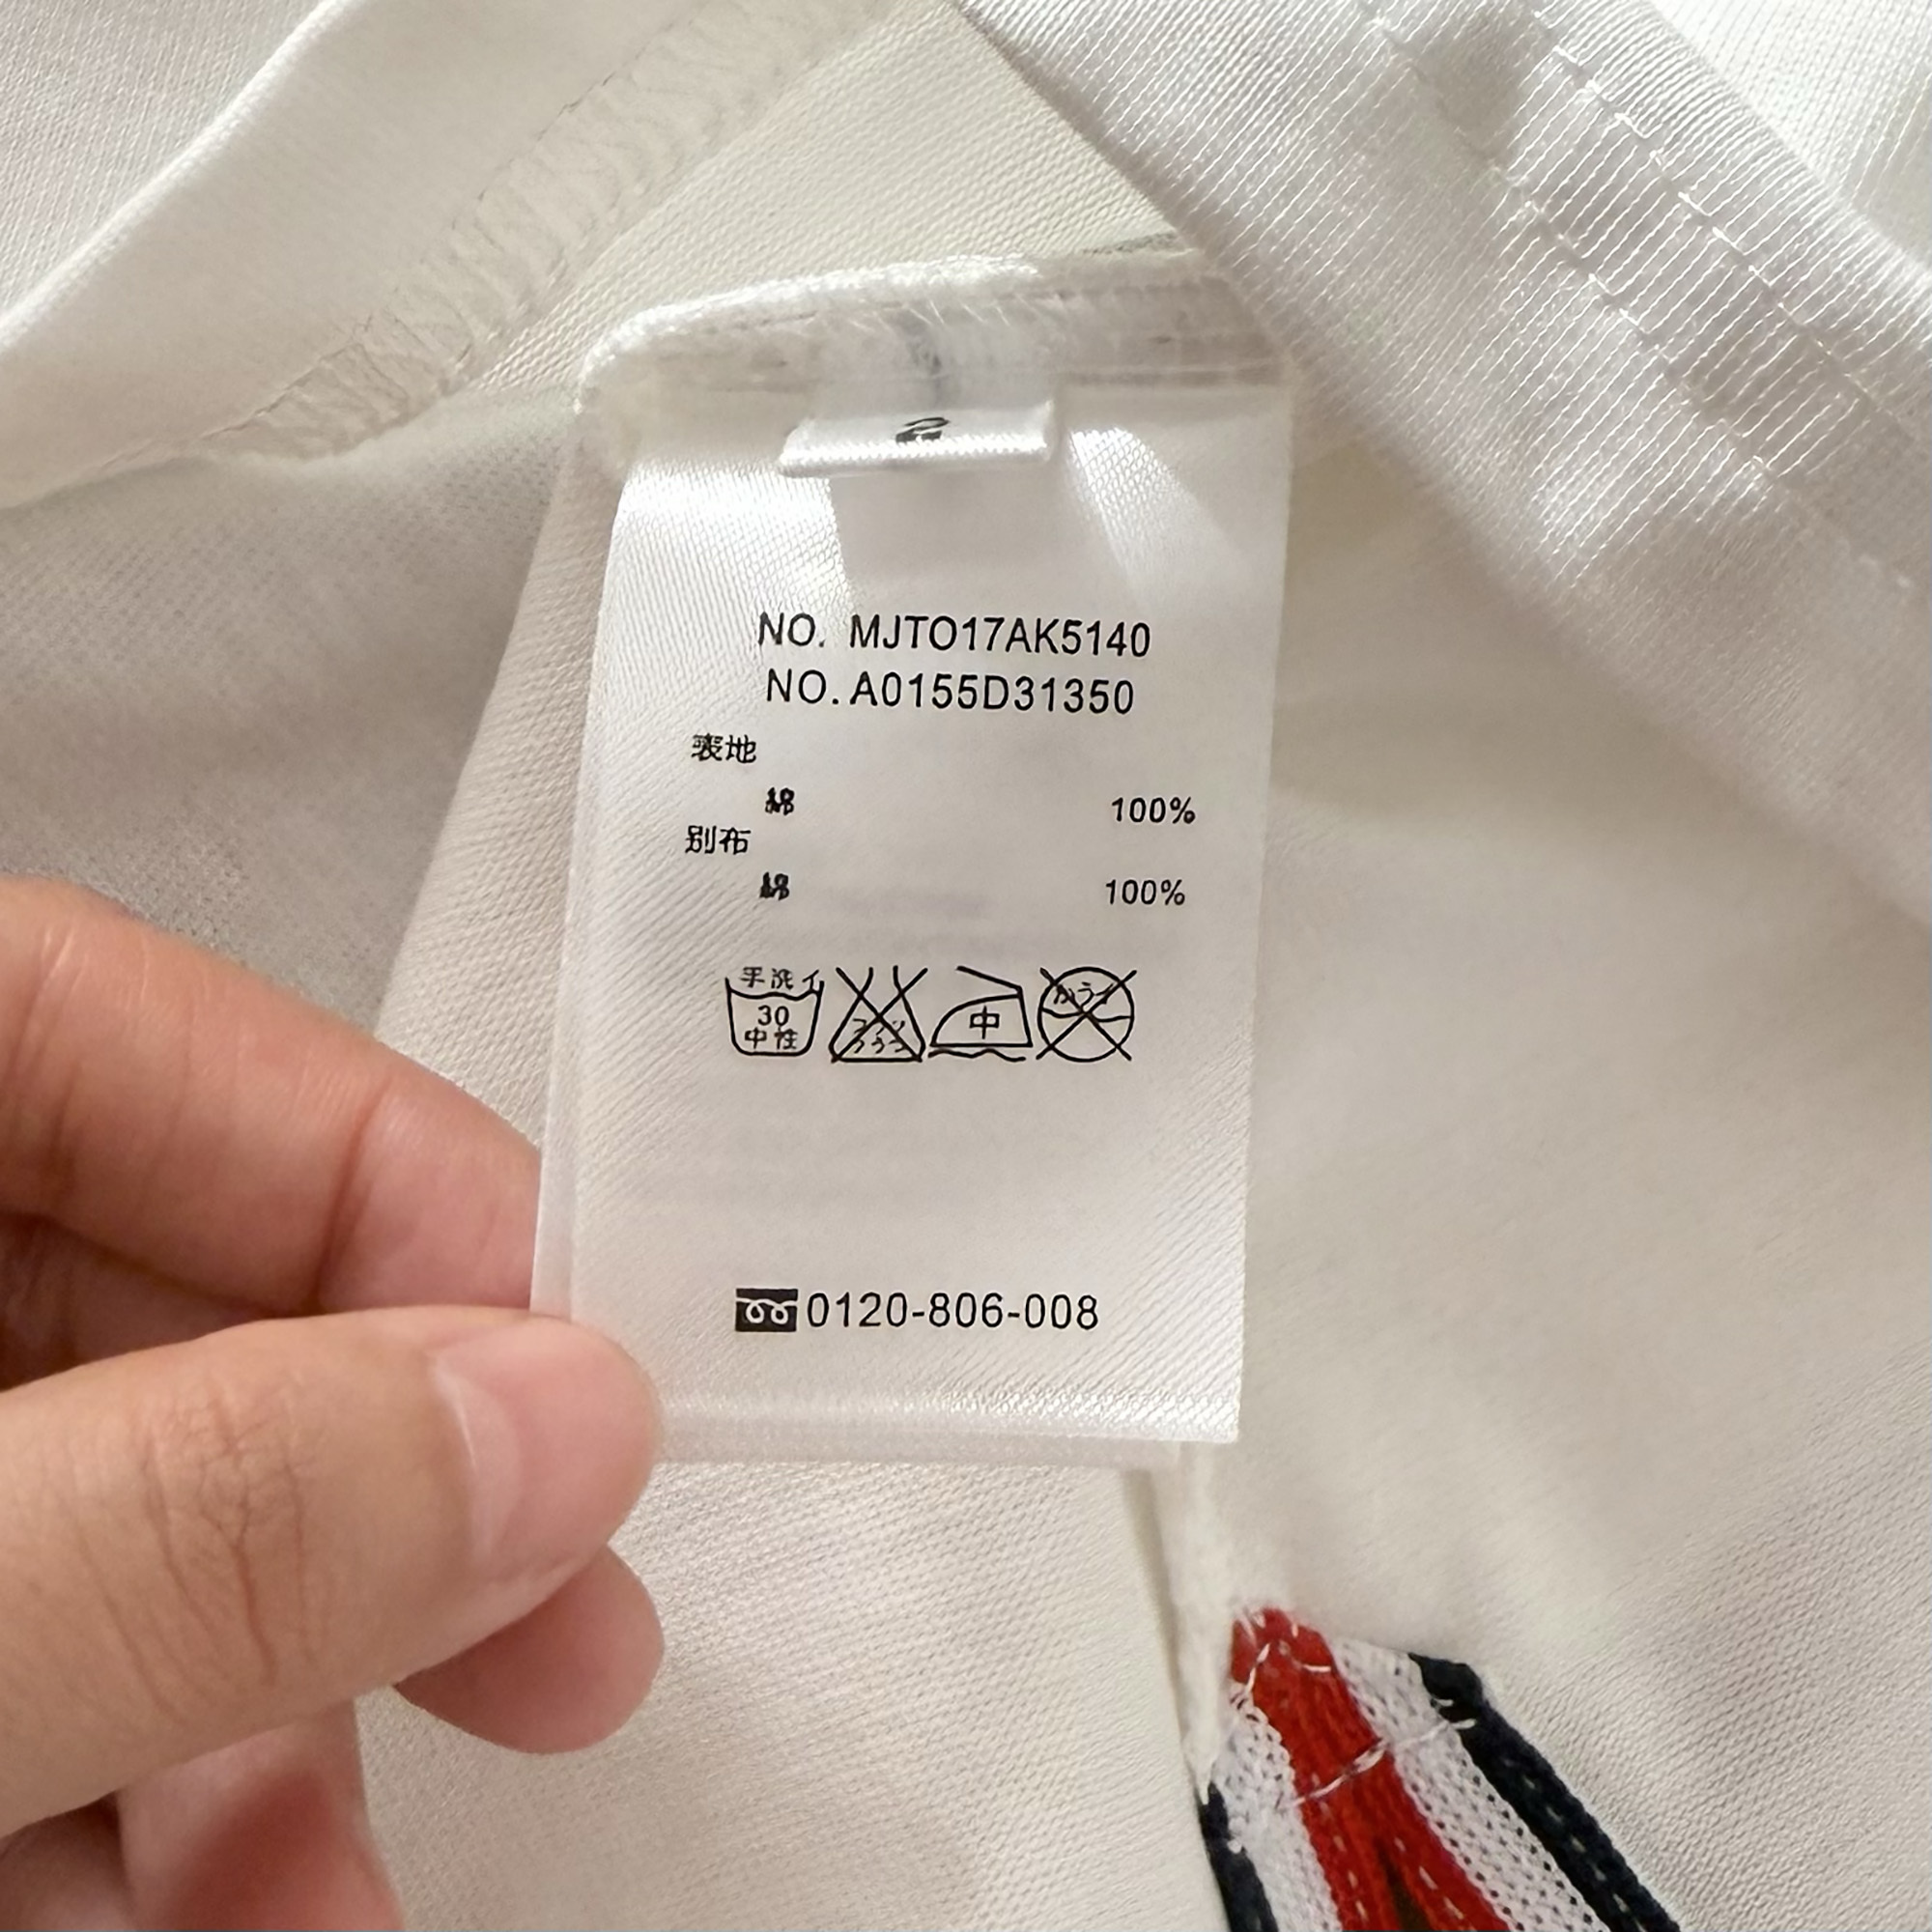 2
NO. MJTO17AK5140
NO. A0155D31350
表地
綿 100%
別布
綿 100%
手洗イ
30
中性
中
0120-806-008